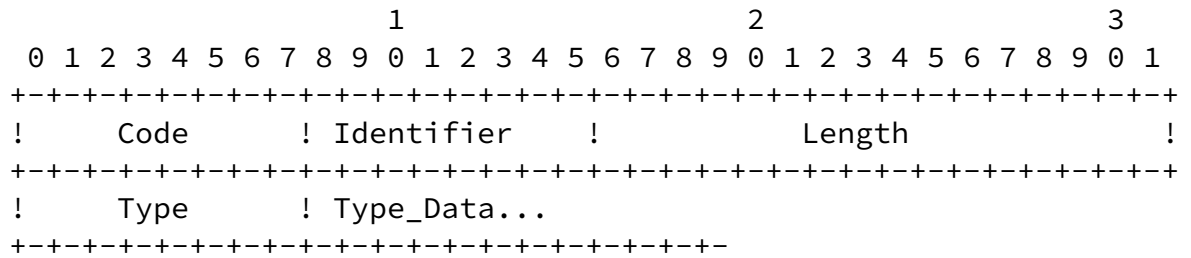 1                   2                   3
 0 1 2 3 4 5 6 7 8 9 0 1 2 3 4 5 6 7 8 9 0 1 2 3 4 5 6 7 8 9 0 1
+-+-+-+-+-+-+-+-+-+-+-+-+-+-+-+-+-+-+-+-+-+-+-+-+-+-+-+-+-+-+-+-+
!     Code      ! Identifier    !           Length              !
+-+-+-+-+-+-+-+-+-+-+-+-+-+-+-+-+-+-+-+-+-+-+-+-+-+-+-+-+-+-+-+-+
!     Type      ! Type_Data...
+-+-+-+-+-+-+-+-+-+-+-+-+-+-+-+-+-+-+-+-